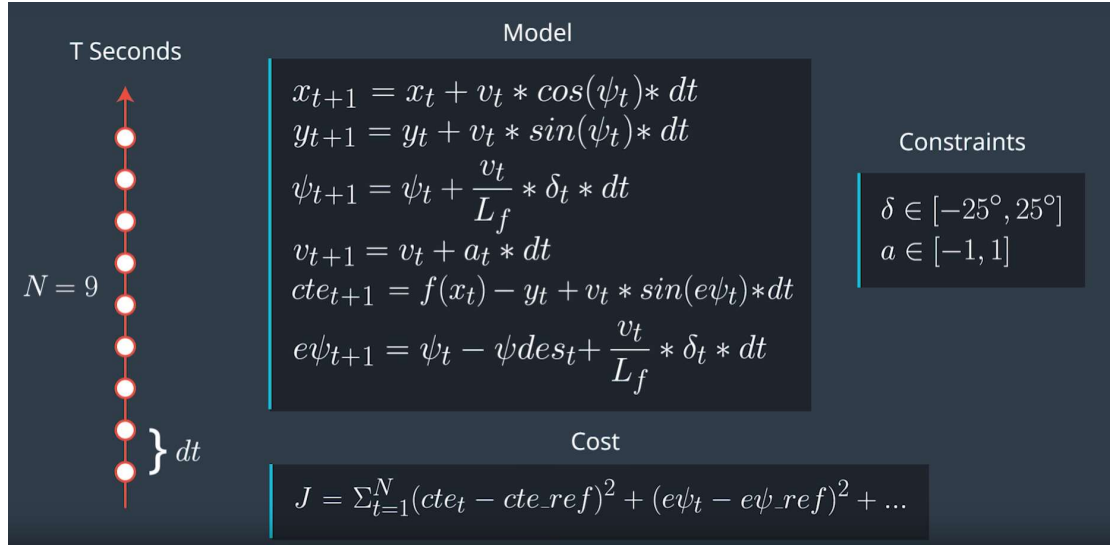 T Seconds
N = 9
} dt
Model
x_{t+1} = x_t + v_t * cos(ψ_t) * dt
y_{t+1} = y_t + v_t * sin(ψ_t) * dt
ψ_{t+1} = ψ_t + \frac{v_t}{L_f} * δ_t * dt
v_{t+1} = v_t + a_t * dt
cte_{t+1} = f(x_t) − y_t + v_t * sin(eψ_t) * dt
eψ_{t+1} = ψ_t − ψdes_t + \frac{v_t}{L_f} * δ_t * dt
Constraints
δ ∈ [−25°, 25°]
a ∈ [−1, 1]
Cost
J = Σ_{t=1}^{N}(cte_t − cte_ref)^2 + (eψ_t − eψ_ref)^2 + ...